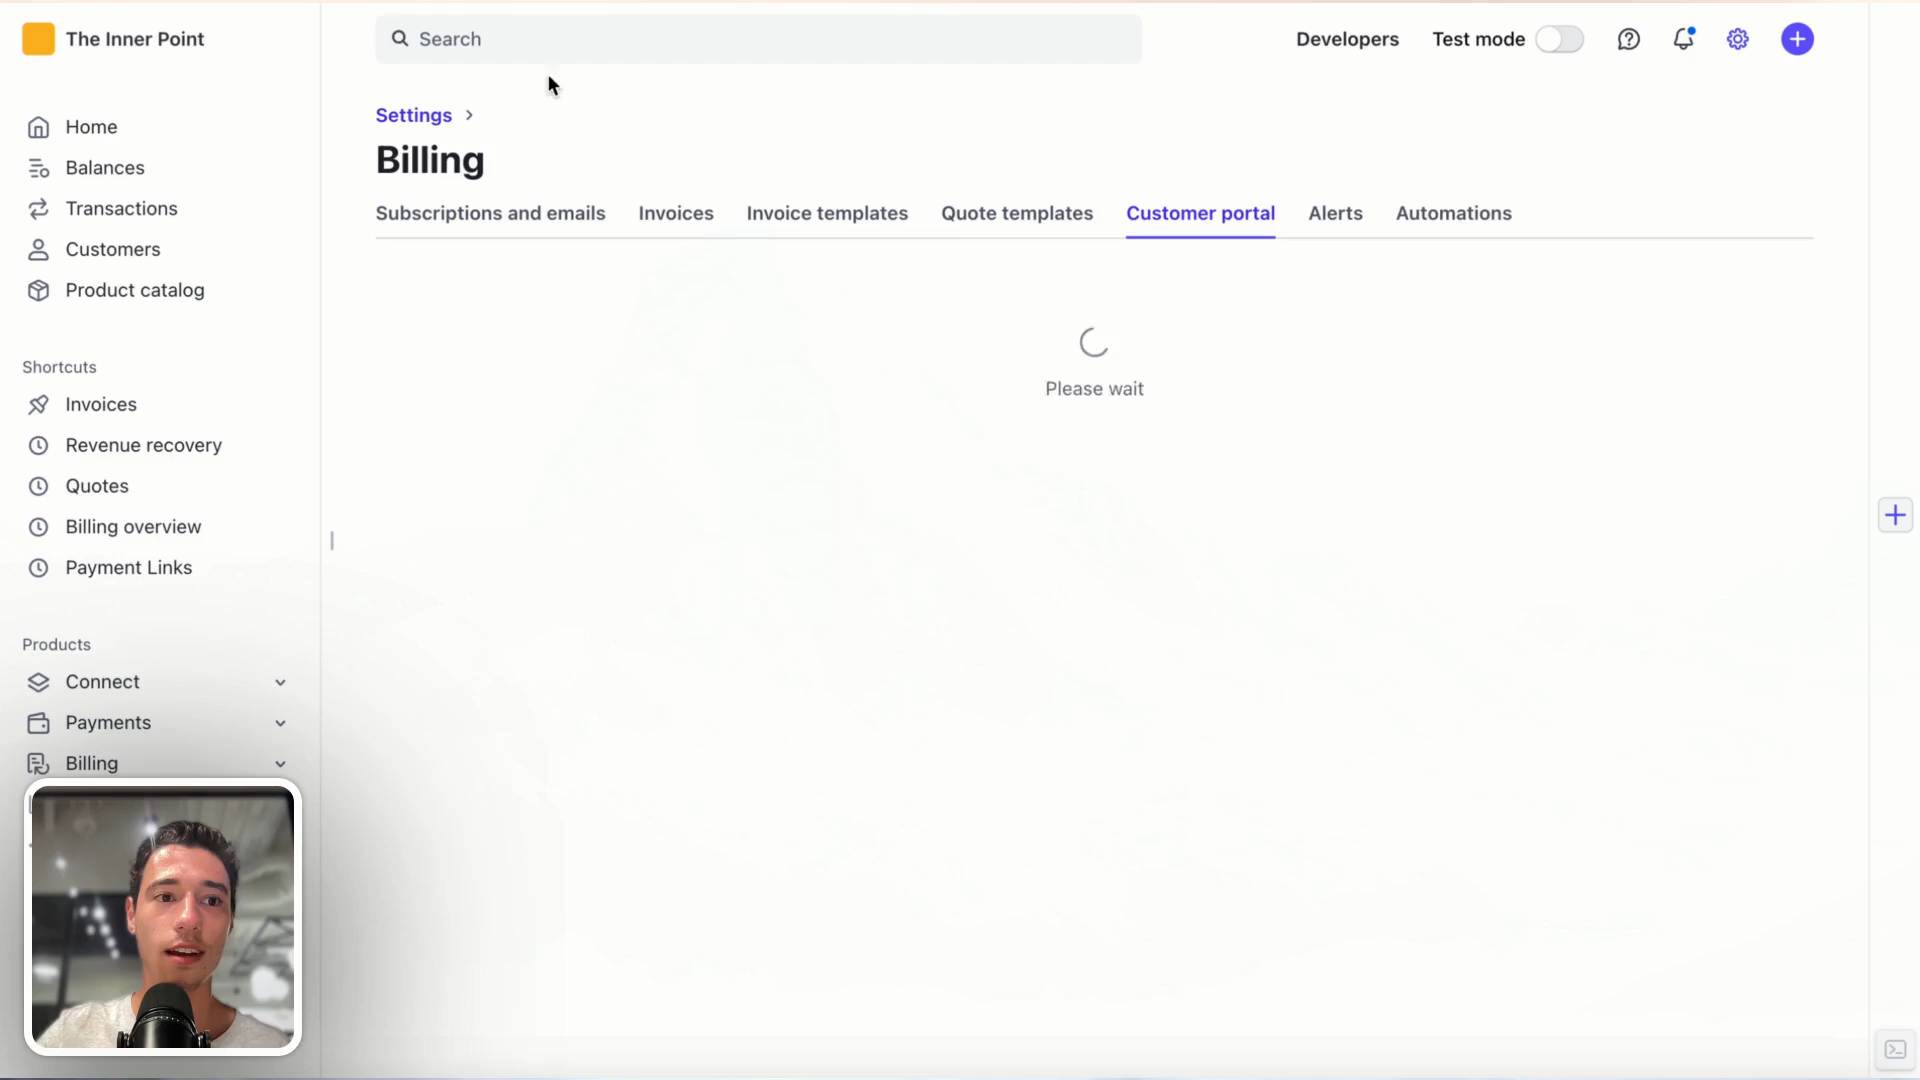 The Inner Point
Search
Developers
Test mode
Home
Balances
Transactions
Customers
Product catalog
Shortcuts
Invoices
Revenue recovery
Quotes
Billing overview
Payment Links
Products
Connect
Payments
Billing
Settings
Billing
Subscriptions and emails
Invoices
Invoice templates
Quote templates
Customer portal
Alerts
Automations
Please wait